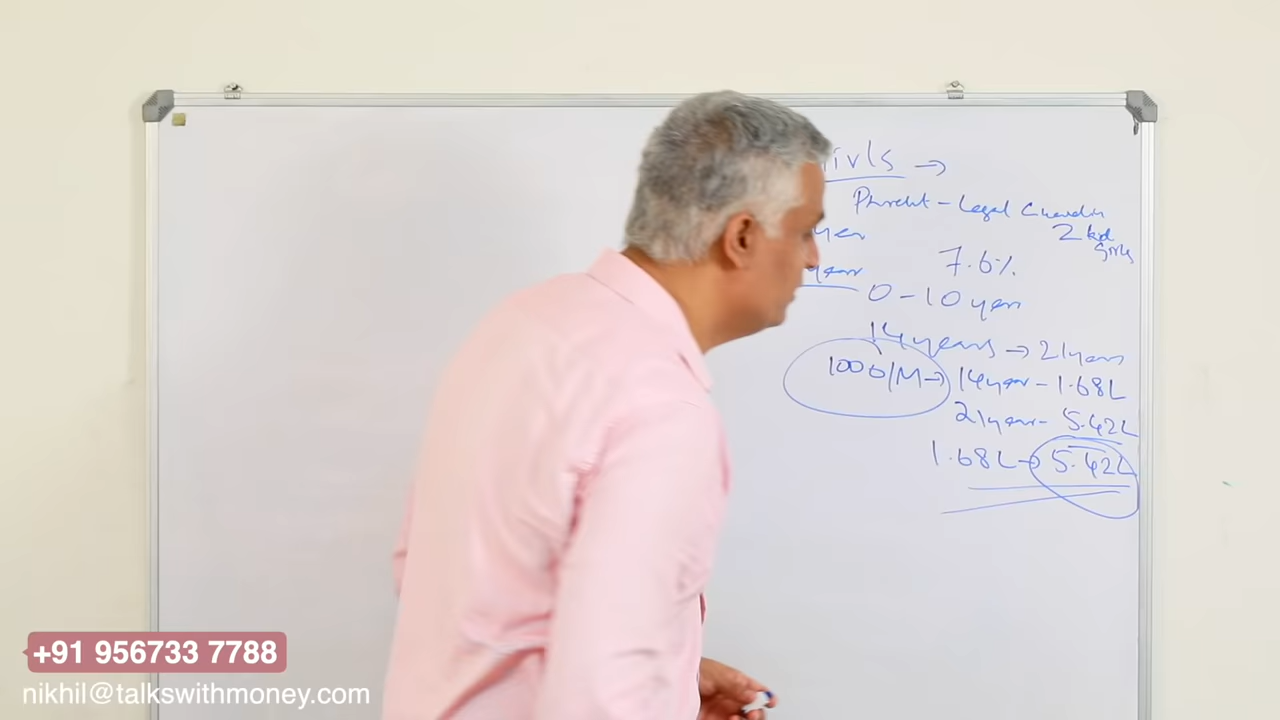 →
Parent - Legal Guardian
2 kid
Girls
7.6%
0-10 years
14 years → 21 years
1000/M → 14 year - 1.68L
21 year - 5.42L
1.68L → 5.42L
+91 956733 7788
nikhil@talkswithmoney.com